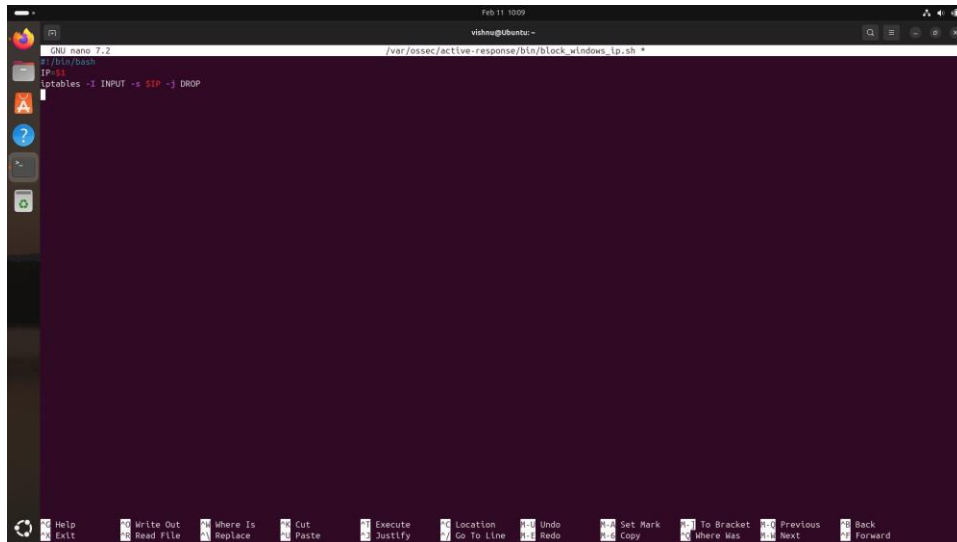 Feb 11 10:09
vishnu@Ubuntu: ~
GNU nano 7.2 /var/ossec/active-response/bin/block_windows_ip.sh *
#!/bin/bash
IP=$1
iptables -I INPUT -s $IP -j DROP
^G Help ^O Write Out ^W Where Is ^K Cut ^T Execute ^C Location M-U Undo M-A Set Mark M-] To Bracket M-Q Previous ^B Back
^X Exit ^R Read File ^\ Replace ^U Paste ^J Justify ^/ Go To Line M-E Redo M-6 Copy ^Q Where Was M-W Next ^F Forward